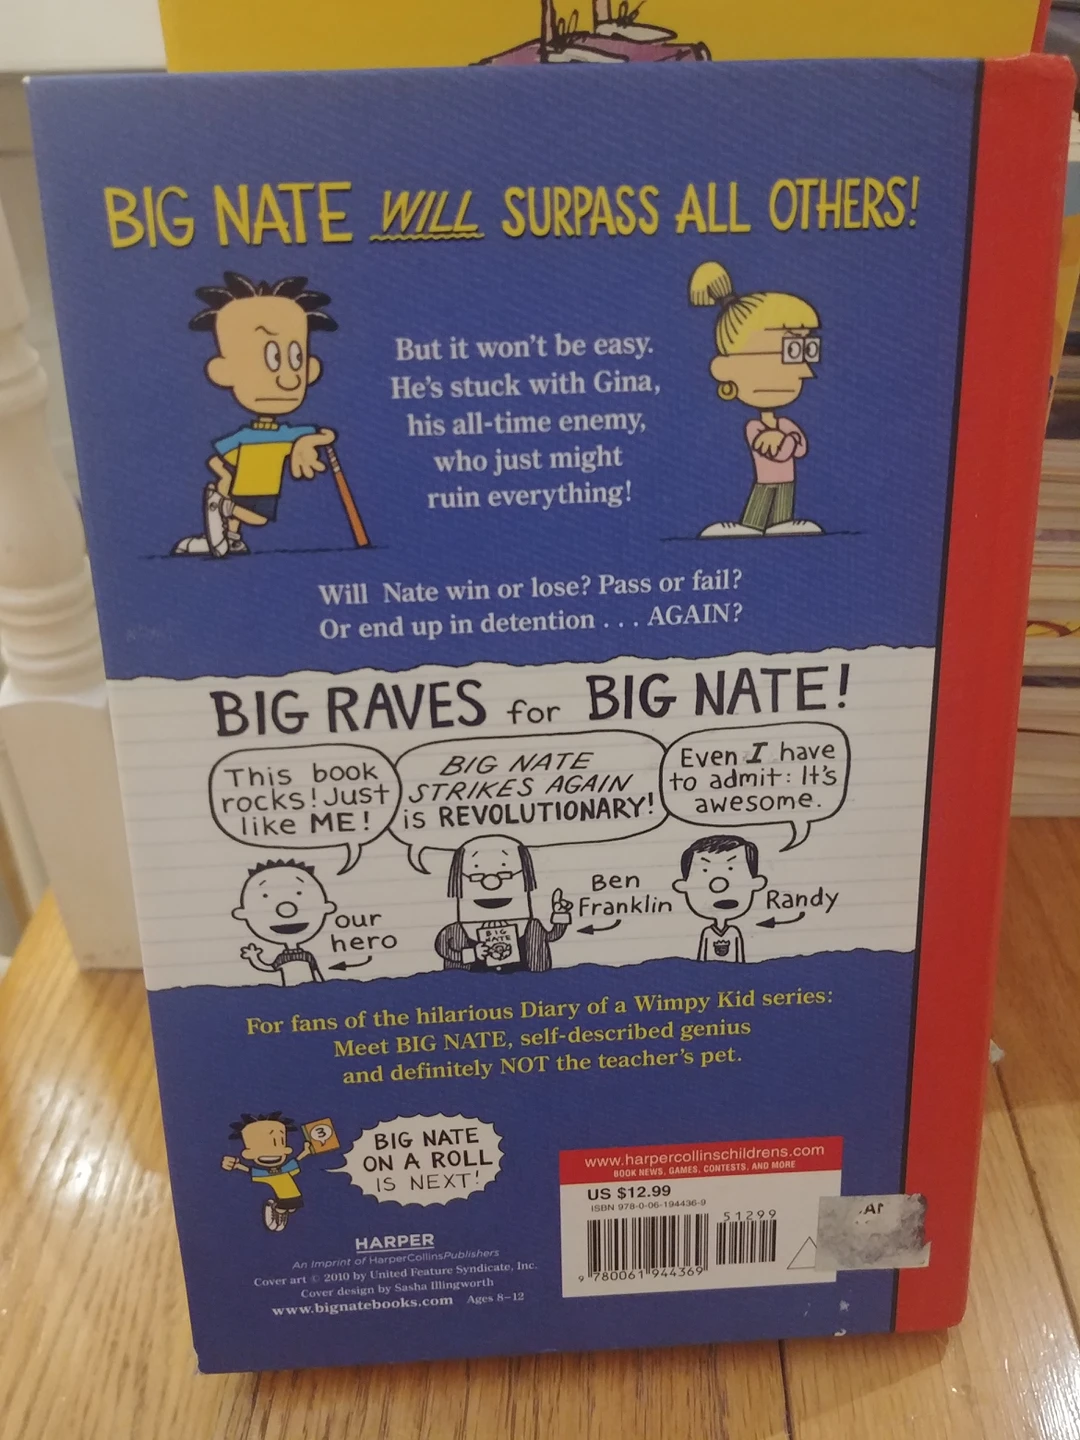 BIG NATE WILL SURPASS ALL OTHERS!
But it won't be easy.
He's stuck with Gina,
his all-time enemy,
who just might
ruin everything!
Will Nate win or lose? Pass or fail?
Or end up in detention . . . AGAIN?
BIG RAVES for BIG NATE!
This book
rocks! Just
like ME!
BIG NATE
STRIKES AGAIN
is REVOLUTIONARY!
Even I have
to admit: It's
awesome.
our
hero
BIG
NATE
Ben
Franklin
Randy
For fans of the hilarious Diary of a Wimpy Kid series:
Meet BIG NATE, self-described genius
and definitely NOT the teacher's pet.
3
BIG NATE
ON A ROLL
IS NEXT!
HARPER
An Imprint of HarperCollinsPublishers
Cover art © 2010 by United Feature Syndicate, Inc.
Cover design by Sasha Illingworth
www.bignatebooks.com Ages 8–12
www.harpercollinschildrens.com
BOOK NEWS, GAMES, CONTESTS, AND MORE
US $12.99
ISBN 978-0-06-194436-9
51299
9 780061 944369